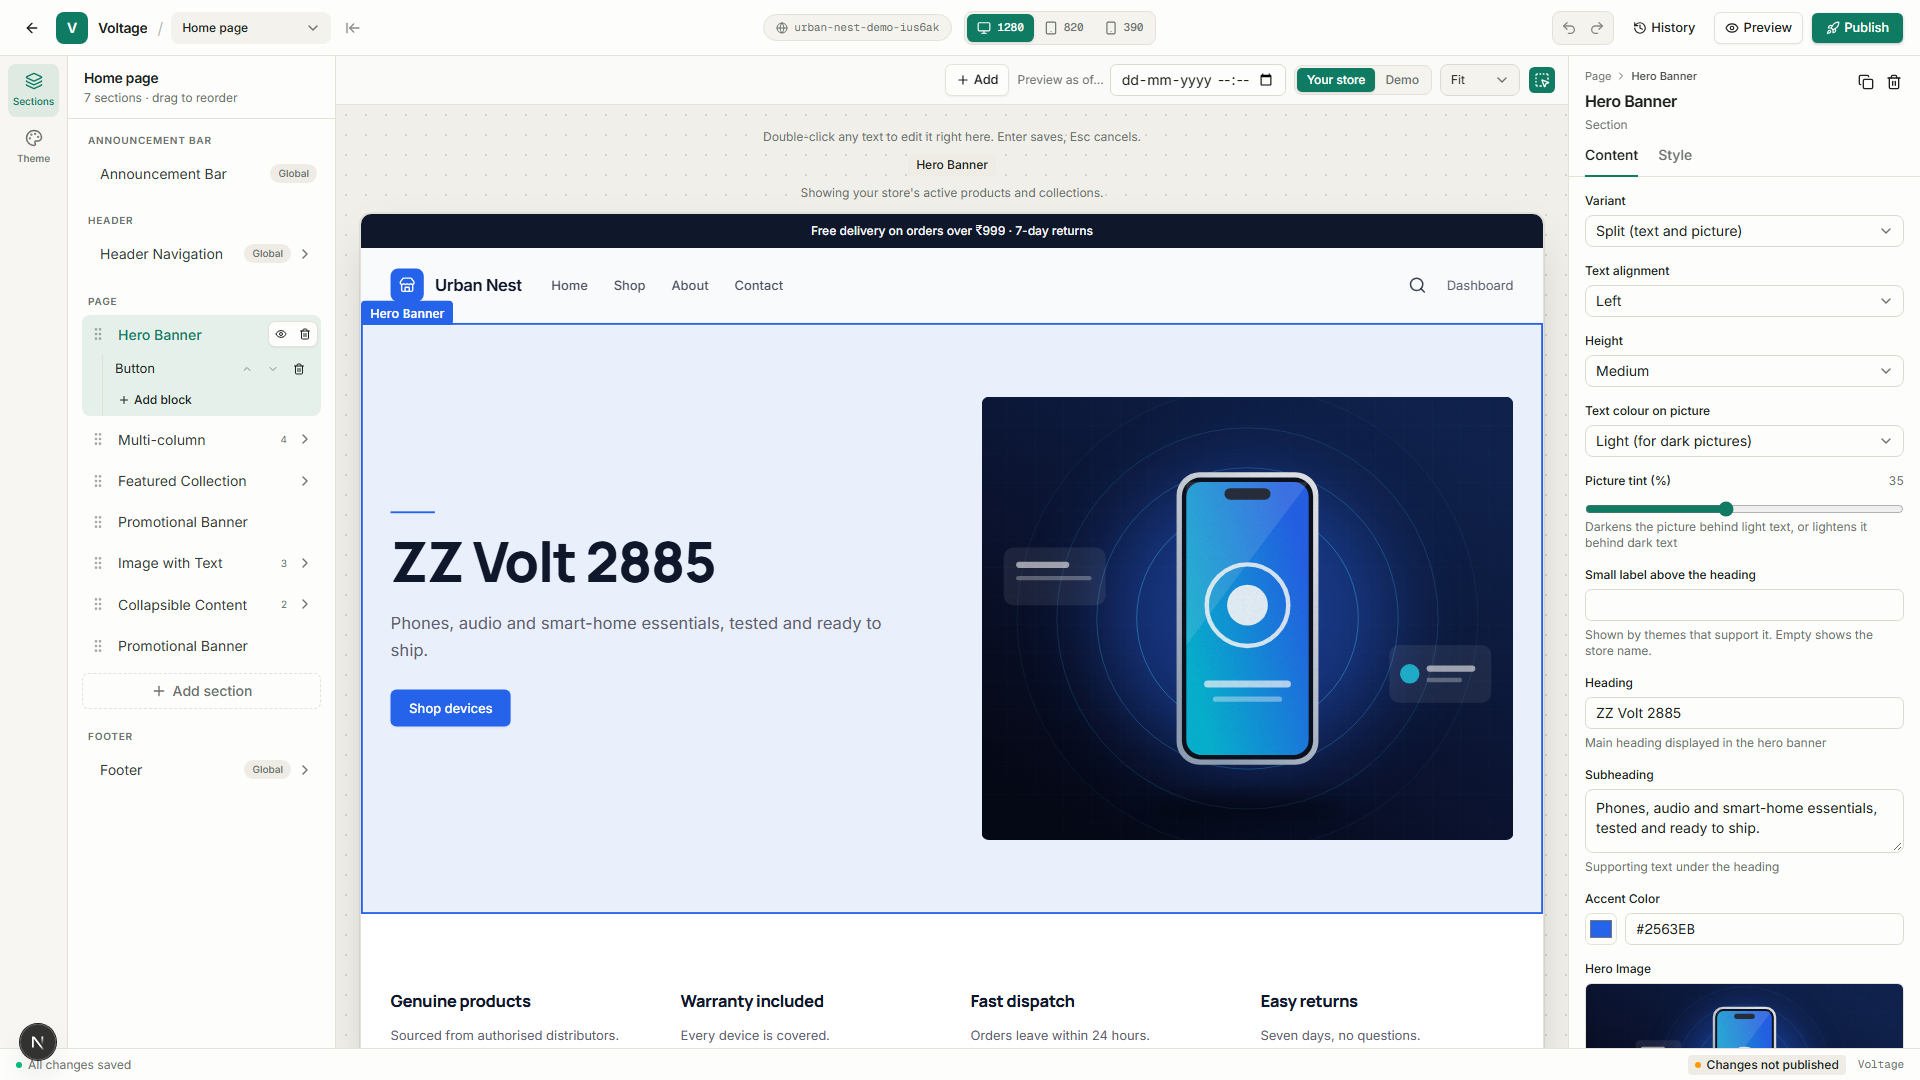 V
Voltage
/
Home page
urban-nest-demo-ius6ak
1280
820
390
History
Preview
Publish
Sections
Theme
Home page
7 sections · drag to reorder
ANNOUNCEMENT BAR
Announcement Bar
Global
HEADER
Header Navigation
Global
PAGE
Hero Banner
Button
+ Add block
Multi-column
4
Featured Collection
Promotional Banner
Image with Text
3
Collapsible Content
2
Promotional Banner
+ Add section
FOOTER
Footer
Global
+ Add
Preview as of...
dd-mm-yyyy --:--
Your store
Demo
Fit
Double-click any text to edit it right here. Enter saves, Esc cancels.
Hero Banner
Showing your store's active products and collections.
Free delivery on orders over ₹999 · 7-day returns
Urban Nest
Home
Shop
About
Contact
Dashboard
Hero Banner
ZZ Volt 2885
Phones, audio and smart-home essentials, tested and ready to
ship.
Shop devices
Genuine products
Sourced from authorised distributors.
Warranty included
Every device is covered.
Fast dispatch
Orders leave within 24 hours.
Easy returns
Seven days, no questions.
Page > Hero Banner
Hero Banner
Section
Content
Style
Variant
Split (text and picture)
Text alignment
Left
Height
Medium
Text colour on picture
Light (for dark pictures)
Picture tint (%)
35
Darkens the picture behind light text, or lightens it
behind dark text
Small label above the heading
Shown by themes that support it. Empty shows the
store name.
Heading
ZZ Volt 2885
Main heading displayed in the hero banner
Subheading
Phones, audio and smart-home essentials,
tested and ready to ship.
Supporting text under the heading
Accent Color
#2563EB
Hero Image
N
All changes saved
Changes not published
Voltage